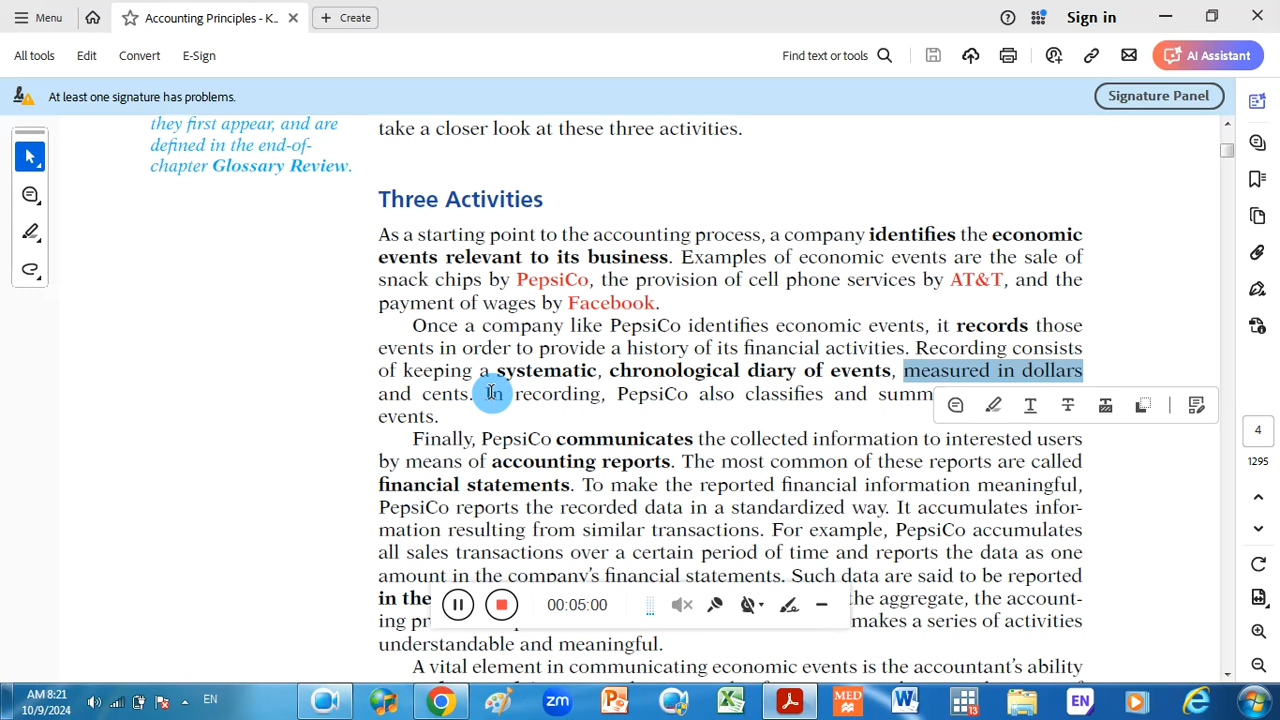 Menu
Accounting Principles - K...
Create
Sign in
All tools
Edit
Convert
E-Sign
Find text or tools
AI Assistant
At least one signature has problems.
Signature Panel
they first appear, and are
defined in the end-of-
chapter Glossary Review.
take a closer look at these three activities.
Three Activities
As a starting point to the accounting process, a company identifies the economic
events relevant to its business. Examples of economic events are the sale of
snack chips by PepsiCo, the provision of cell phone services by AT&T, and the
payment of wages by Facebook.
Once a company like PepsiCo identifies economic events, it records those
events in order to provide a history of its financial activities. Recording consists
of keeping a systematic, chronological diary of events, measured in dollars
and cents. In recording, PepsiCo also classifies and summ
events.
Finally, PepsiCo communicates the collected information to interested users
by means of accounting reports. The most common of these reports are called
financial statements. To make the reported financial information meaningful,
PepsiCo reports the recorded data in a standardized way. It accumulates infor-
mation resulting from similar transactions. For example, PepsiCo accumulates
all sales transactions over a certain period of time and reports the data as one
amount in the company's financial statements. Such data are said to be reported
in the the aggregate, the account-
ing makes a series of activities
understandable and meaningful.
A vital element in communicating economic events is the accountant's ability
00:05:00
4
1295
AM 8:21
10/9/2024
EN
zm
MED
13
EN